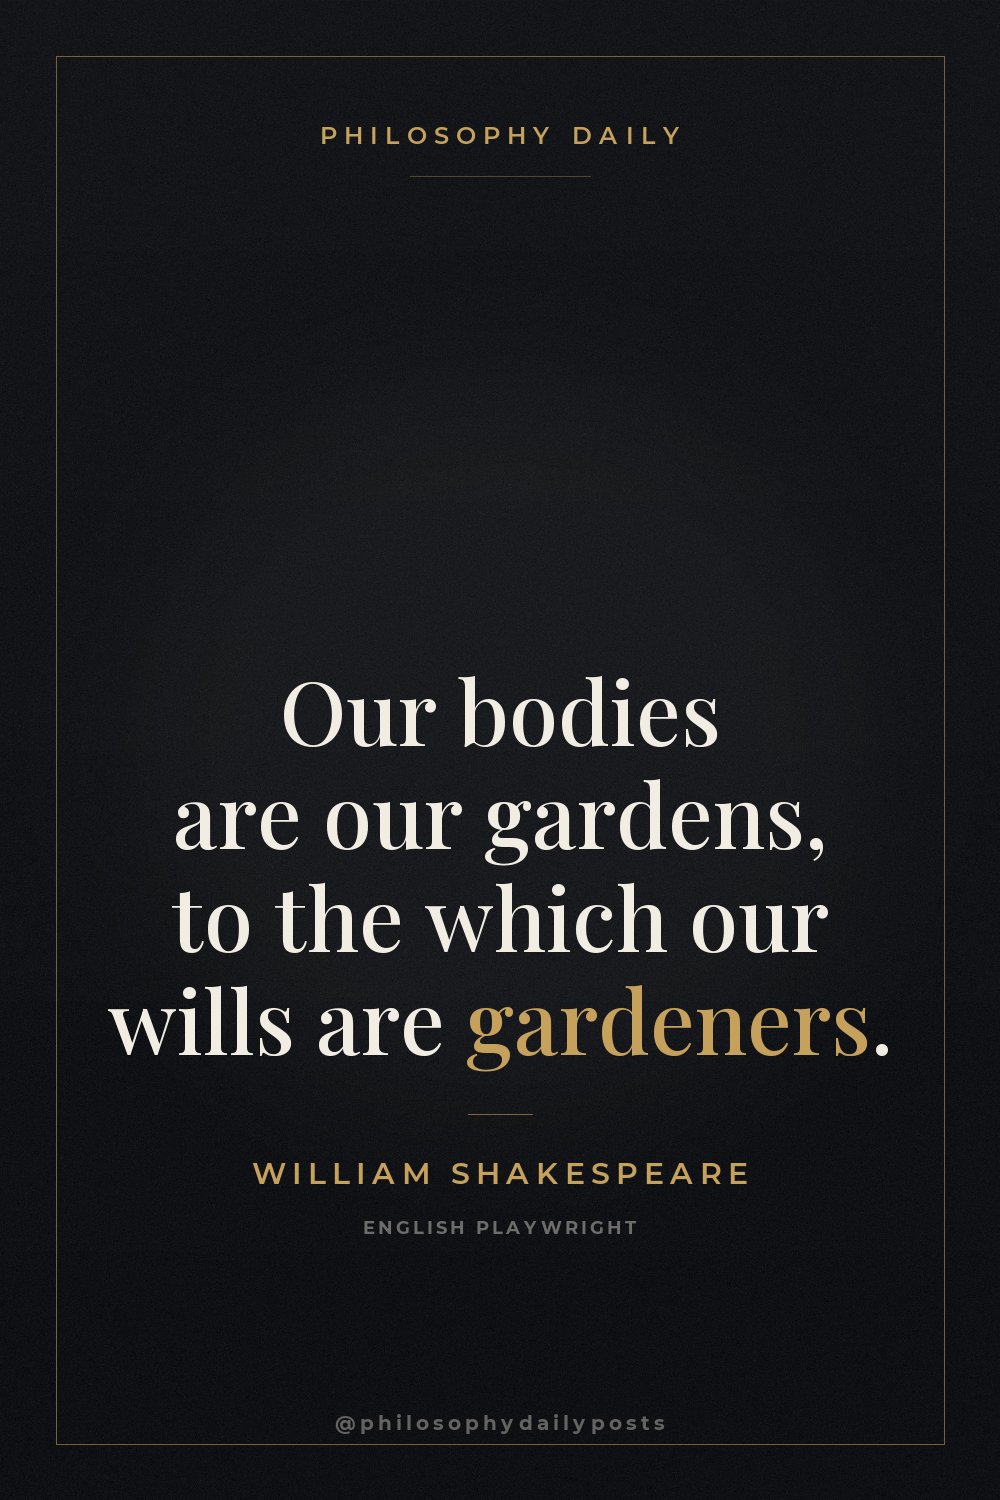 PHILOSOPHY DAILY
Our bodies
are our gardens,
to the which our
wills are gardeners.
WILLIAM SHAKESPEARE
ENGLISH PLAYWRIGHT
@philosophydailyposts